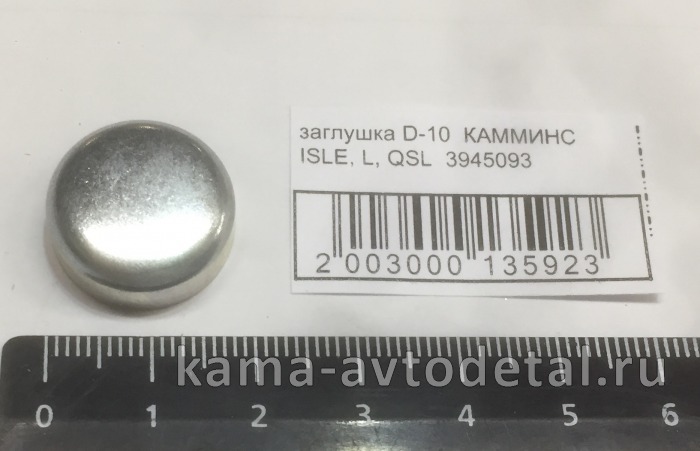 заглушка D-10 КАММИНС
ISLE, L, QSL 3945093
2 003000 135923
kama-avtodetal.ru
0 1 2 3 4 5 6